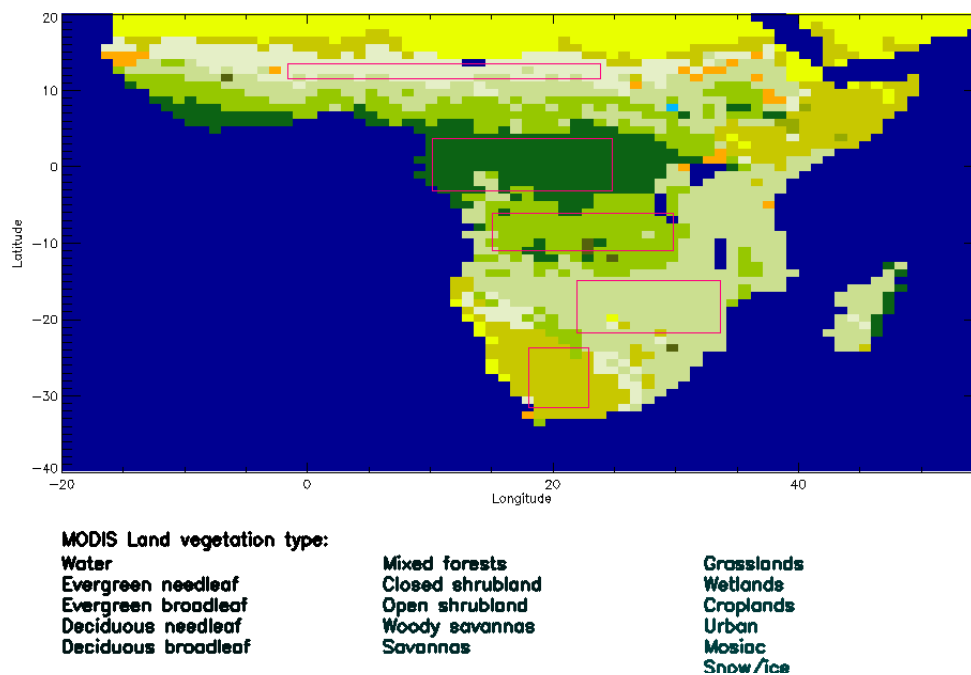 20
10
0
-10
-20
-30
-40
Latitude
-20
0
20
40
Longitude
MODIS Land vegetation type:
Water
Evergreen needleaf
Evergreen broadleaf
Deciduous needleaf
Deciduous broadleaf
Mixed forests
Closed shrubland
Open shrubland
Woody savannas
Savannas
Grasslands
Wetlands
Croplands
Urban
Mosiac
Snow/ice